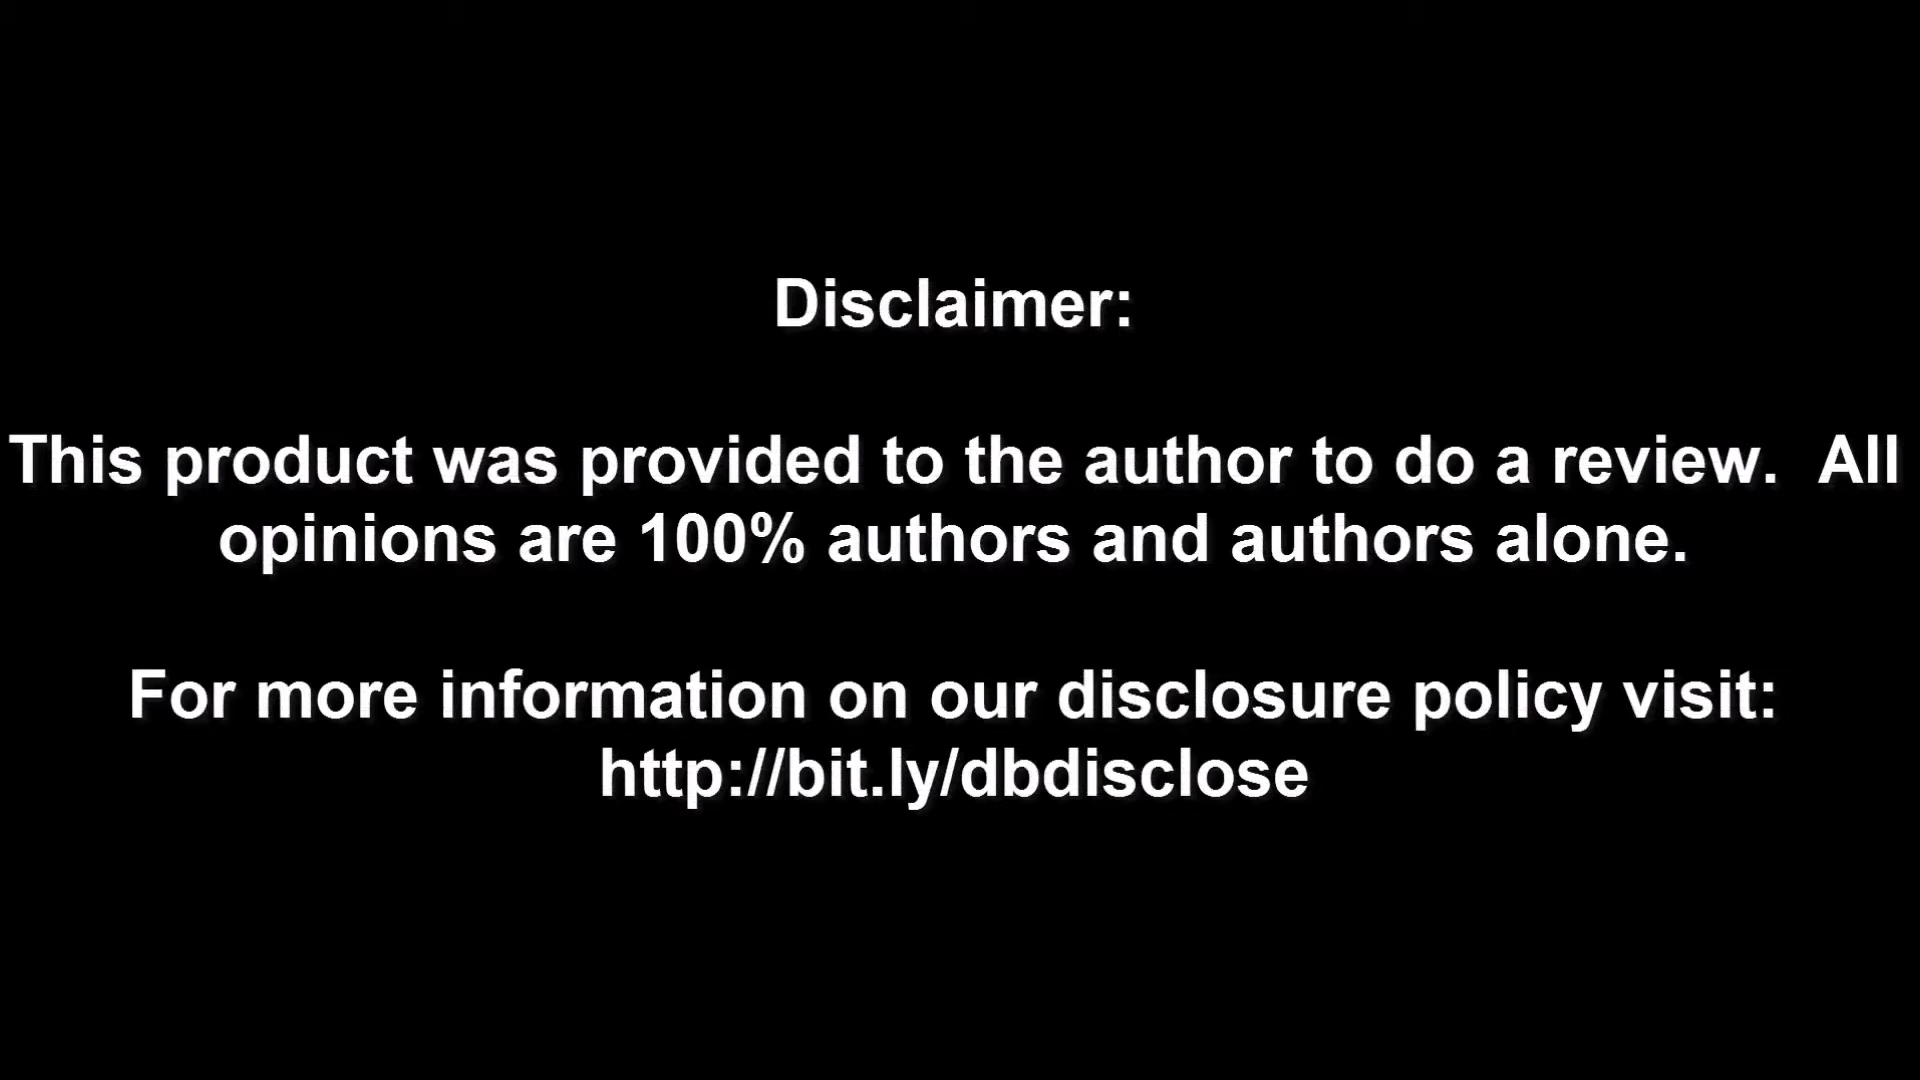 Disclaimer:
This product was provided to the author to do a review.  All
opinions are 100% authors and authors alone.
For more information on our disclosure policy visit:
http://bit.ly/dbdisclose